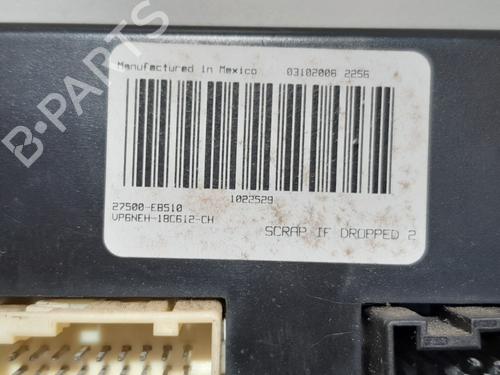 Manufactured in Mexico 03102006 2256
1022529
27500-EB510
VP6NEH-18C612-CH
SCRAP IF DROPPED 2
B-PARTS